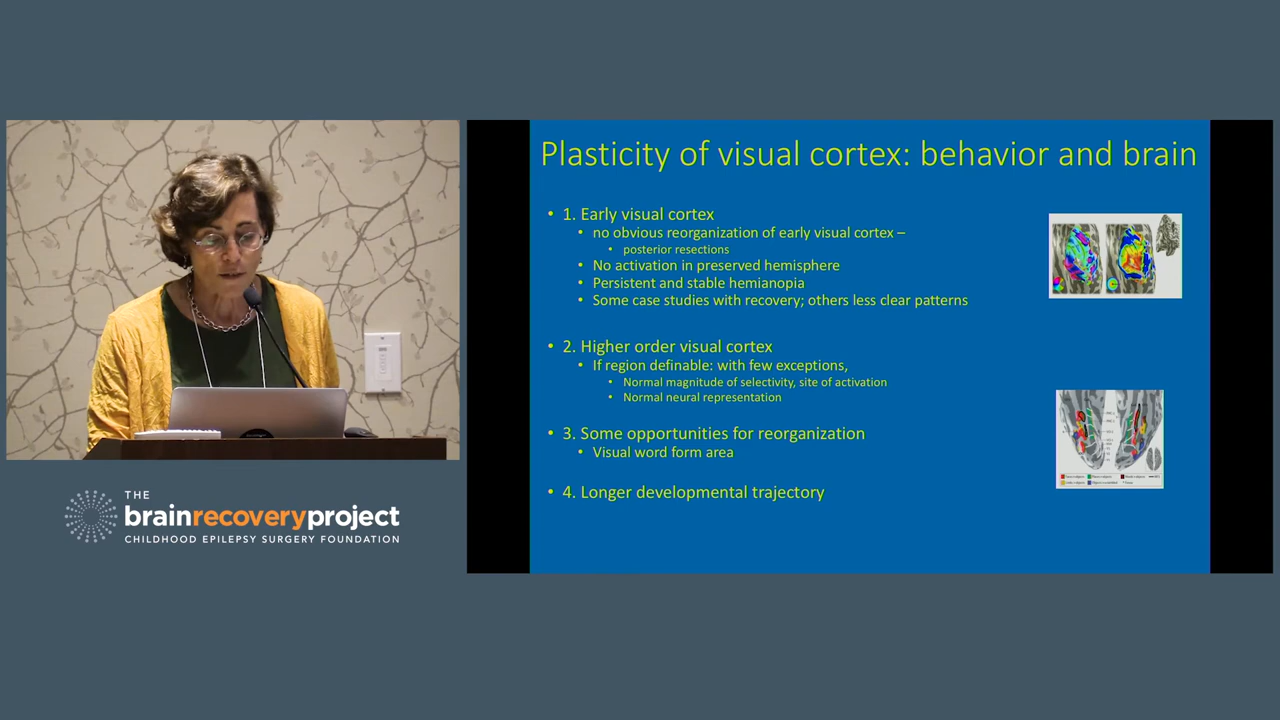 Plasticity of visual cortex: behavior and brain
• 1. Early visual cortex
• no obvious reorganization of early visual cortex –
• posterior resections
• No activation in preserved hemisphere
• Persistent and stable hemianopia
• Some case studies with recovery; others less clear patterns
• 2. Higher order visual cortex
• If region definable: with few exceptions,
• Normal magnitude of selectivity, site of activation
• Normal neural representation
• 3. Some opportunities for reorganization
• Visual word form area
• 4. Longer developmental trajectory
THE
brainrecoveryproject
CHILDHOOD EPILEPSY SURGERY FOUNDATION